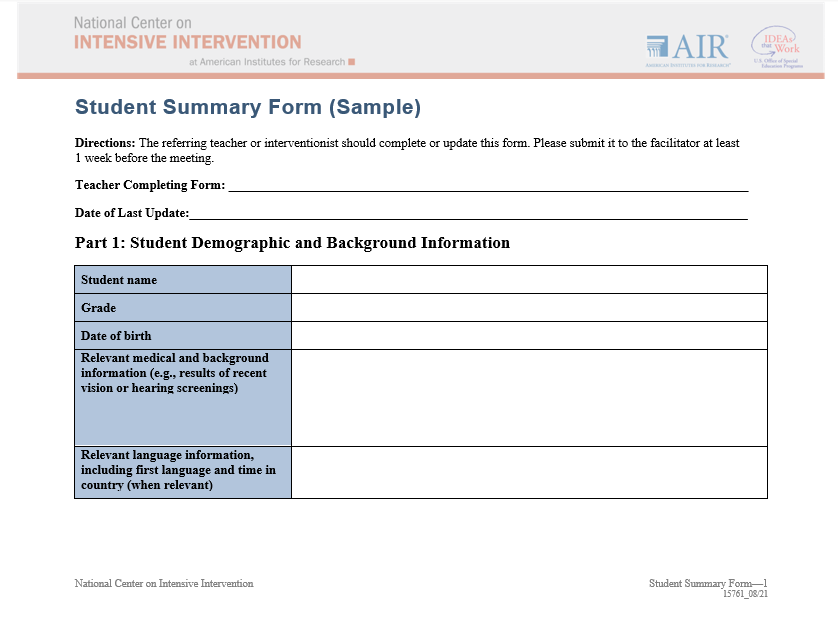 National Center on
INTENSIVE INTERVENTION
at American Institutes for Research
AIR
AMERICAN INSTITUTES FOR RESEARCH
IDEAs
that Work
U.S. Office of Special
Education Programs
Student Summary Form (Sample)
Directions: The referring teacher or interventionist should complete or update this form. Please submit it to the facilitator at least
1 week before the meeting.
Teacher Completing Form:
Date of Last Update:
Part 1: Student Demographic and Background Information
Student name
Grade
Date of birth
Relevant medical and background
information (e.g., results of recent
vision or hearing screenings)
Relevant language information,
including first language and time in
country (when relevant)
National Center on Intensive Intervention
Student Summary Form—1
15761_08/21